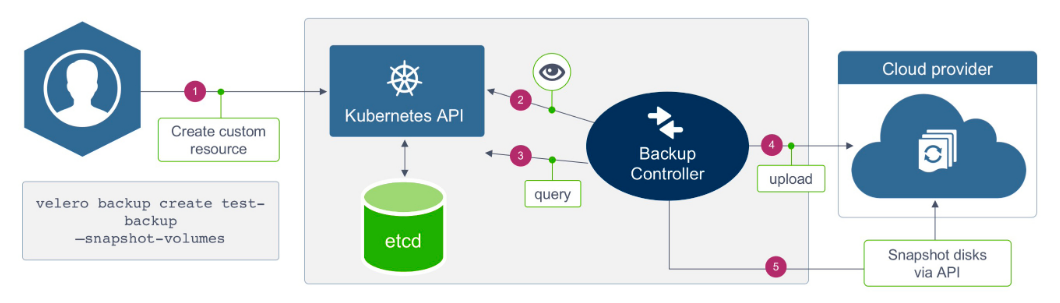 1
Create custom
resource
velero backup create test-
backup
—snapshot-volumes
Kubernetes API
etcd
2
3
query
Backup
Controller
4
upload
5
Cloud provider
Snapshot disks
via API